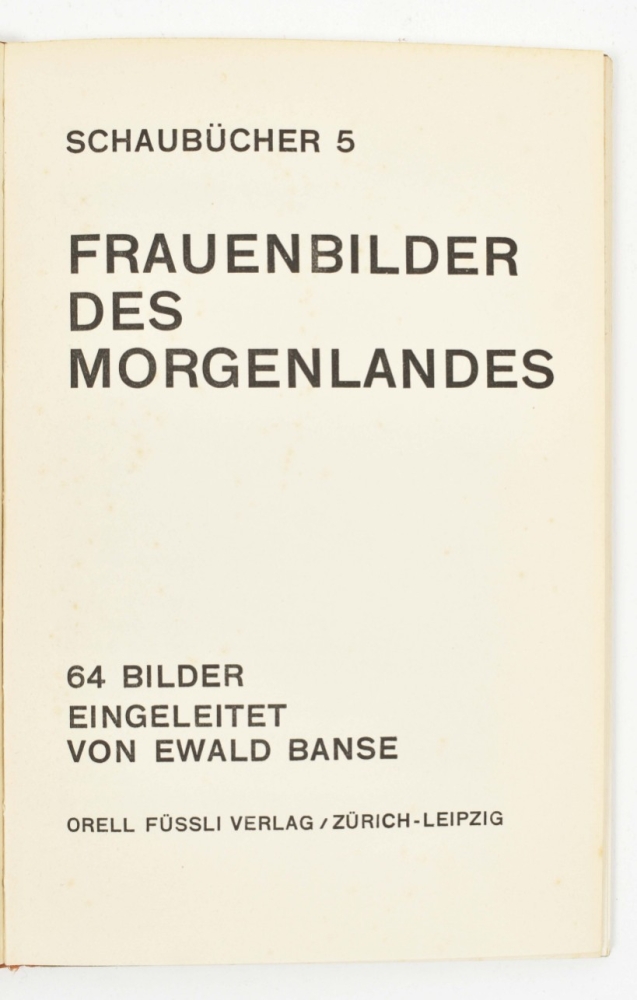 SCHAUBÜCHER 5
FRAUENBILDER
DES
MORGENLANDES
64 BILDER
EINGELEITET
VON EWALD BANSE
ORELL FÜSSLI VERLAG / ZÜRICH-LEIPZIG